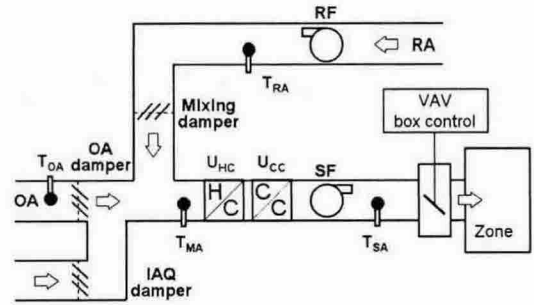 RF
RA
T_RA
Mixing
damper
VAV
box control
OA
damper
T_OA
U_HC
U_CC
SF
OA
H
C
C
C
T_MA
T_SA
Zone
IAQ
damper